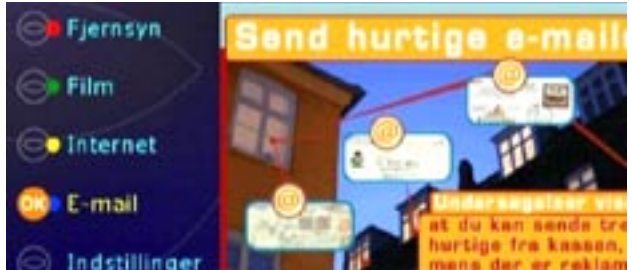 Fjernsyn
Film
Internet
OK E-mail
Indstillinger
Send hurtige e-mails
@
@
@
Undersøgelser vis
at du kan sende tre
hurtige fra kassen,
mens der er reklam